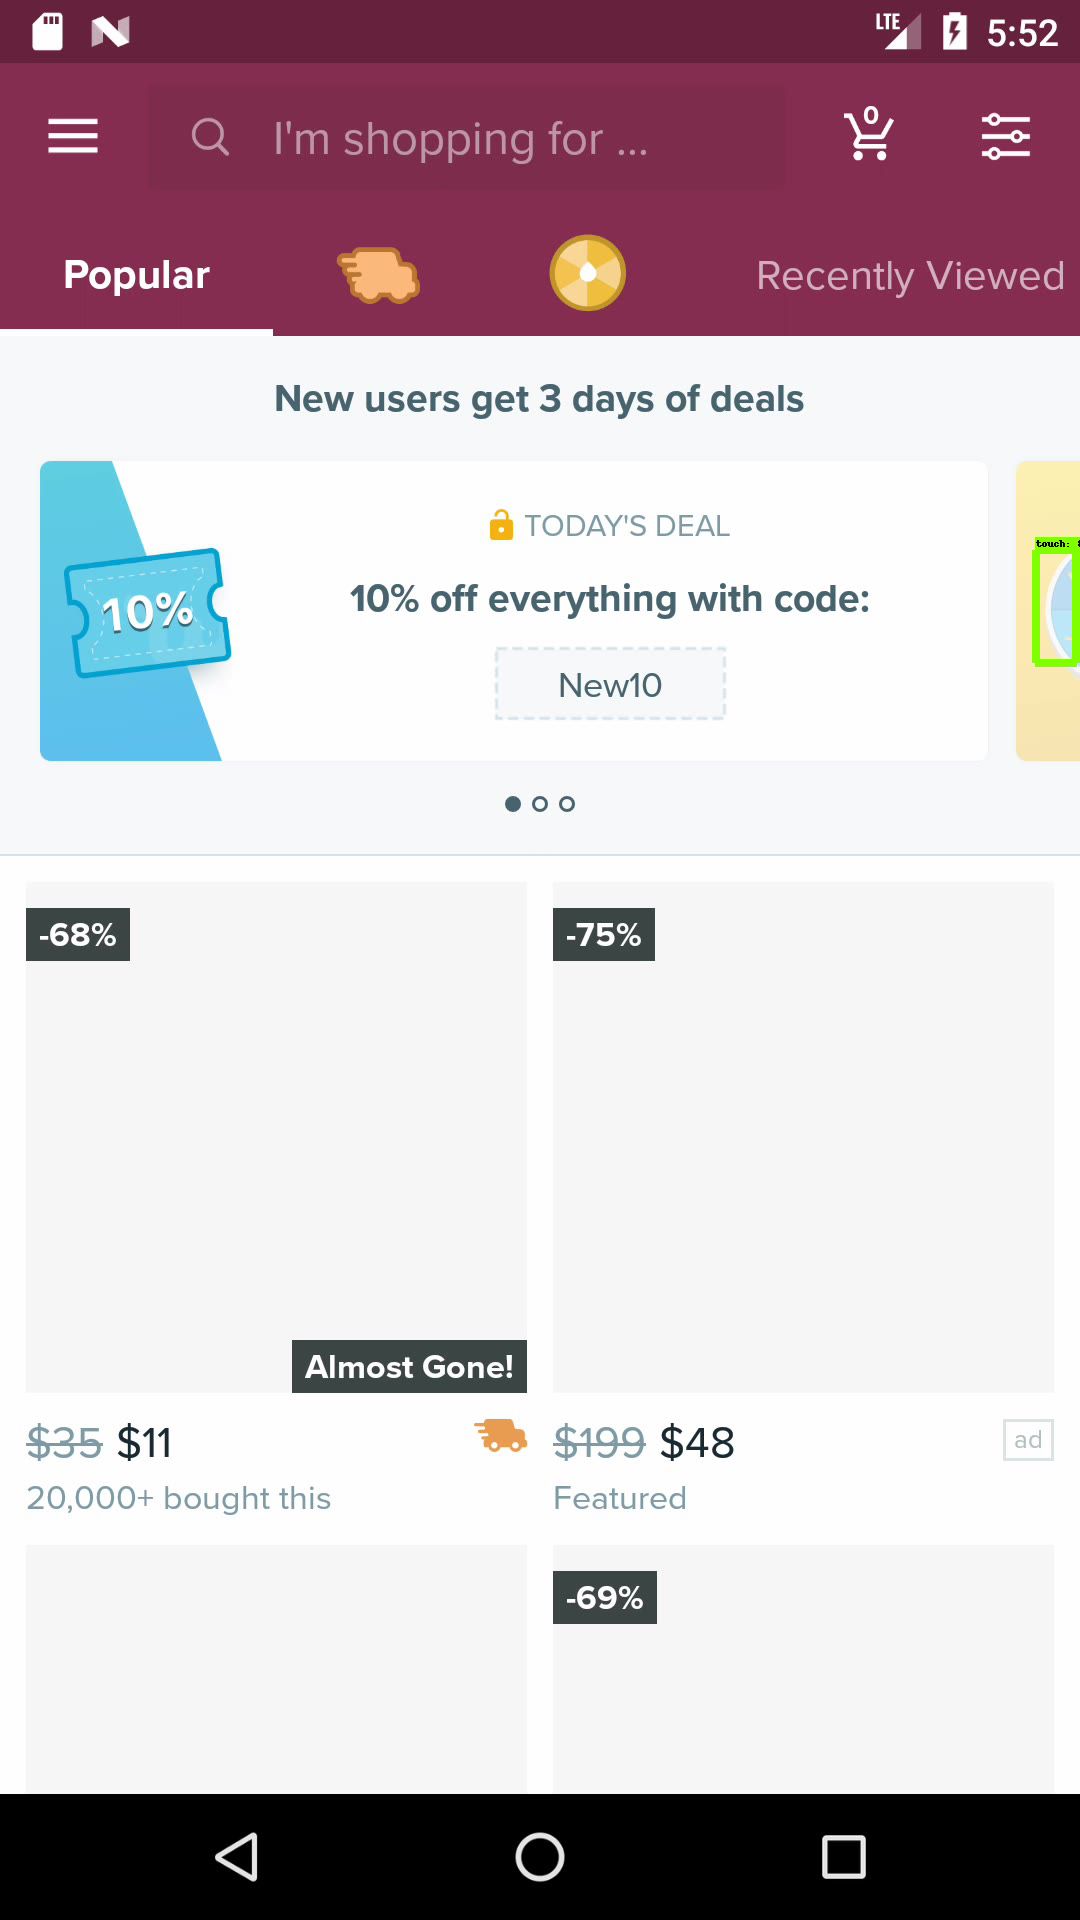 LTE 5:52
I'm shopping for ...
0
Popular
Recently Viewed
New users get 3 days of deals
TODAY'S DEAL
10% off everything with code:
10%
New10
touch:
-68%
-75%
Almost Gone!
$35 $11
$199 $48
ad
20,000+ bought this
Featured
-69%